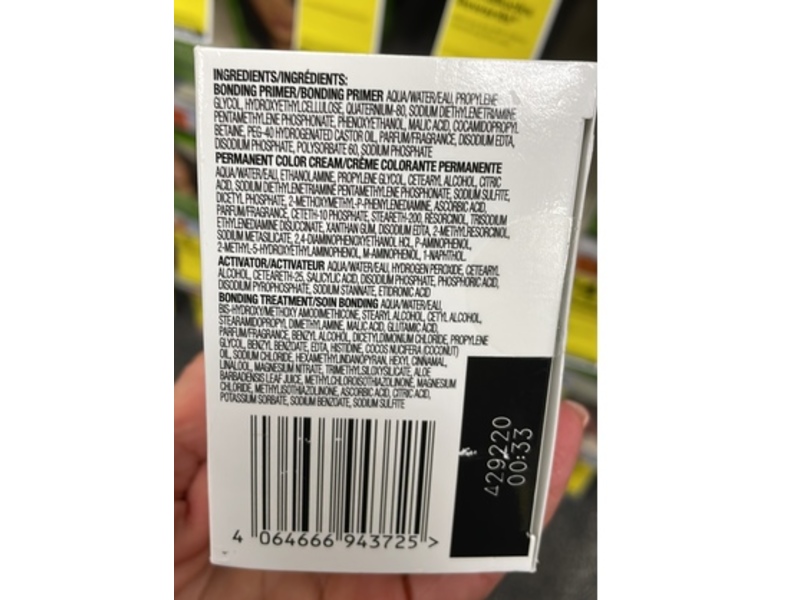 INGREDIENTS/INGRÉDIENTS:
BONDING PRIMER/BONDING PRIMER AQUA/WATER/EAU, PROPYLENE
GLYCOL, HYDROXYETHYLCELLULOSE, QUATERNIUM-80, SODIUM DIETHYLENETRIAMINE
PENTAMETHYLENE PHOSPHONATE, PHENOXYETHANOL, MALIC ACID, COCAMIDOPROPYL
BETAINE, PEG-40 HYDROGENATED CASTOR OIL, PARFUM/FRAGRANCE, DISODIUM EDTA,
DISODIUM PHOSPHATE, POLYSORBATE 60, SODIUM PHOSPHATE
PERMANENT COLOR CREAM/CRÈME COLORANTE PERMANENTE
AQUA/WATER/EAU, ETHANOLAMINE, PROPYLENE GLYCOL, CETEARYL ALCOHOL, CITRIC
ACID, SODIUM DIETHYLENETRIAMINE PENTAMETHYLENE PHOSPHONATE, SODIUM SULFITE,
DICETYL PHOSPHATE, 2-METHOXYMETHYL-P-PHENYLENEDIAMINE, ASCORBIC ACID,
PARFUM/FRAGRANCE, CETETH-10 PHOSPHATE, STEARETH-200, RESORCINOL, TRISODIUM
ETHYLENEDIAMINE DISUCCINATE, XANTHAN GUM, DISODIUM EDTA, 2-METHYLRESORCINOL,
SODIUM METASILICATE, 2,4-DIAMINOPHENOXYETHANOL HCL, P-AMINOPHENOL,
2-METHYL-5-HYDROXYETHYLAMINOPHENOL, M-AMINOPHENOL, 1-NAPHTHOL.
ACTIVATOR/ACTIVATEUR AQUA/WATER/EAU, HYDROGEN PEROXIDE, CETEARYL
ALCOHOL, CETEARETH-25, SALICYLIC ACID, DISODIUM PHOSPHATE, PHOSPHORIC ACID,
DISODIUM PYROPHOSPHATE, SODIUM STANNATE, ETIDRONIC ACID
BONDING TREATMENT/SOIN BONDING AQUA/WATER/EAU,
BIS-HYDROXY/METHOXY AMODIMETHICONE, STEARYL ALCOHOL, CETYL ALCOHOL,
STEARAMIDOPROPYL DIMETHYLAMINE, MALIC ACID, GLUTAMIC ACID,
PARFUM/FRAGRANCE, BENZYL ALCOHOL, DICETYLDIMONIUM CHLORIDE, PROPYLENE
GLYCOL, BENZYL BENZOATE, EDTA, HISTIDINE, COCOS NUCIFERA (COCONUT)
OIL, SODIUM CHLORIDE, HEXAMETHYLINDANOPYRAN, HEXYL CINNAMAL,
LINALOOL, MAGNESIUM NITRATE, TRIMETHYLSILOXYSILICATE, ALOE
BARBADENSIS LEAF JUICE, METHYLCHLOROISOTHIAZOLINONE, MAGNESIUM
CHLORIDE, METHYLISOTHIAZOLINONE, ASCORBIC ACID, CITRIC ACID,
POTASSIUM SORBATE, SODIUM BENZOATE, SODIUM SULFITE
429220
00:33
4 064666 943725 >